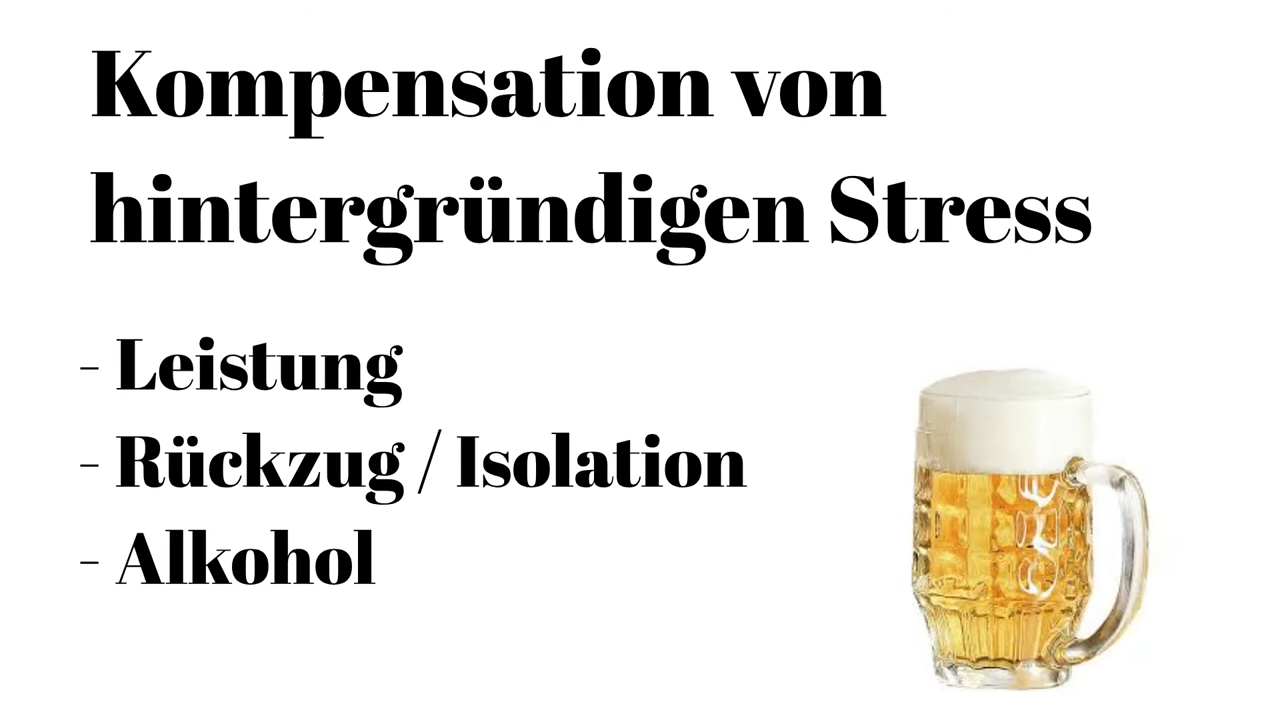 Kompensation von
hintergründigen Stress
- Leistung
- Rückzug / Isolation
- Alkohol